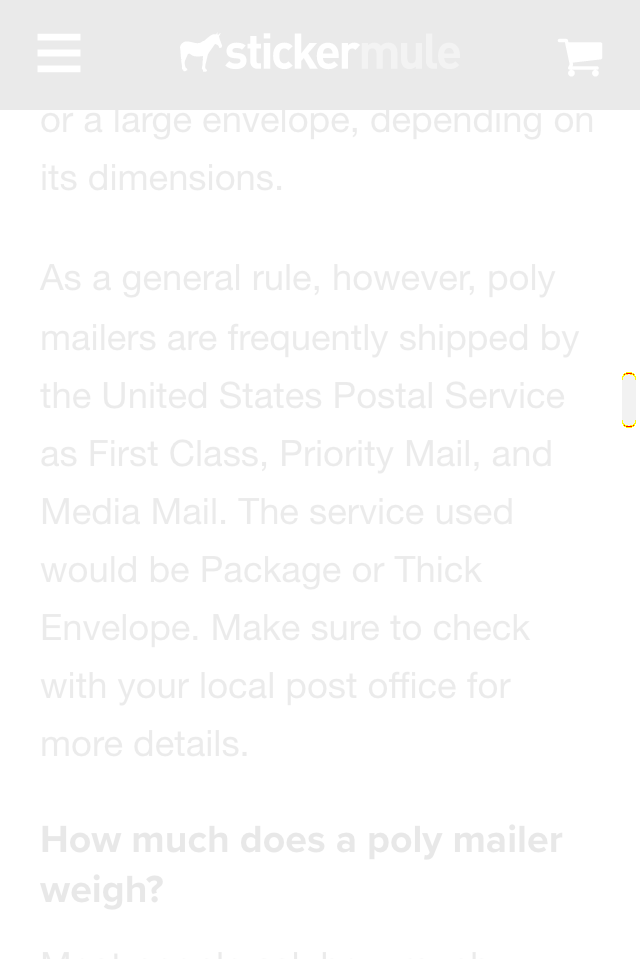 stickermule
or a large envelope, depending on
its dimensions.
As a general rule, however, poly
mailers are frequently shipped by
the United States Postal Service
as First Class, Priority Mail, and
Media Mail. The service used
would be Package or Thick
Envelope. Make sure to check
with your local post office for
more details.
How much does a poly mailer
weigh?